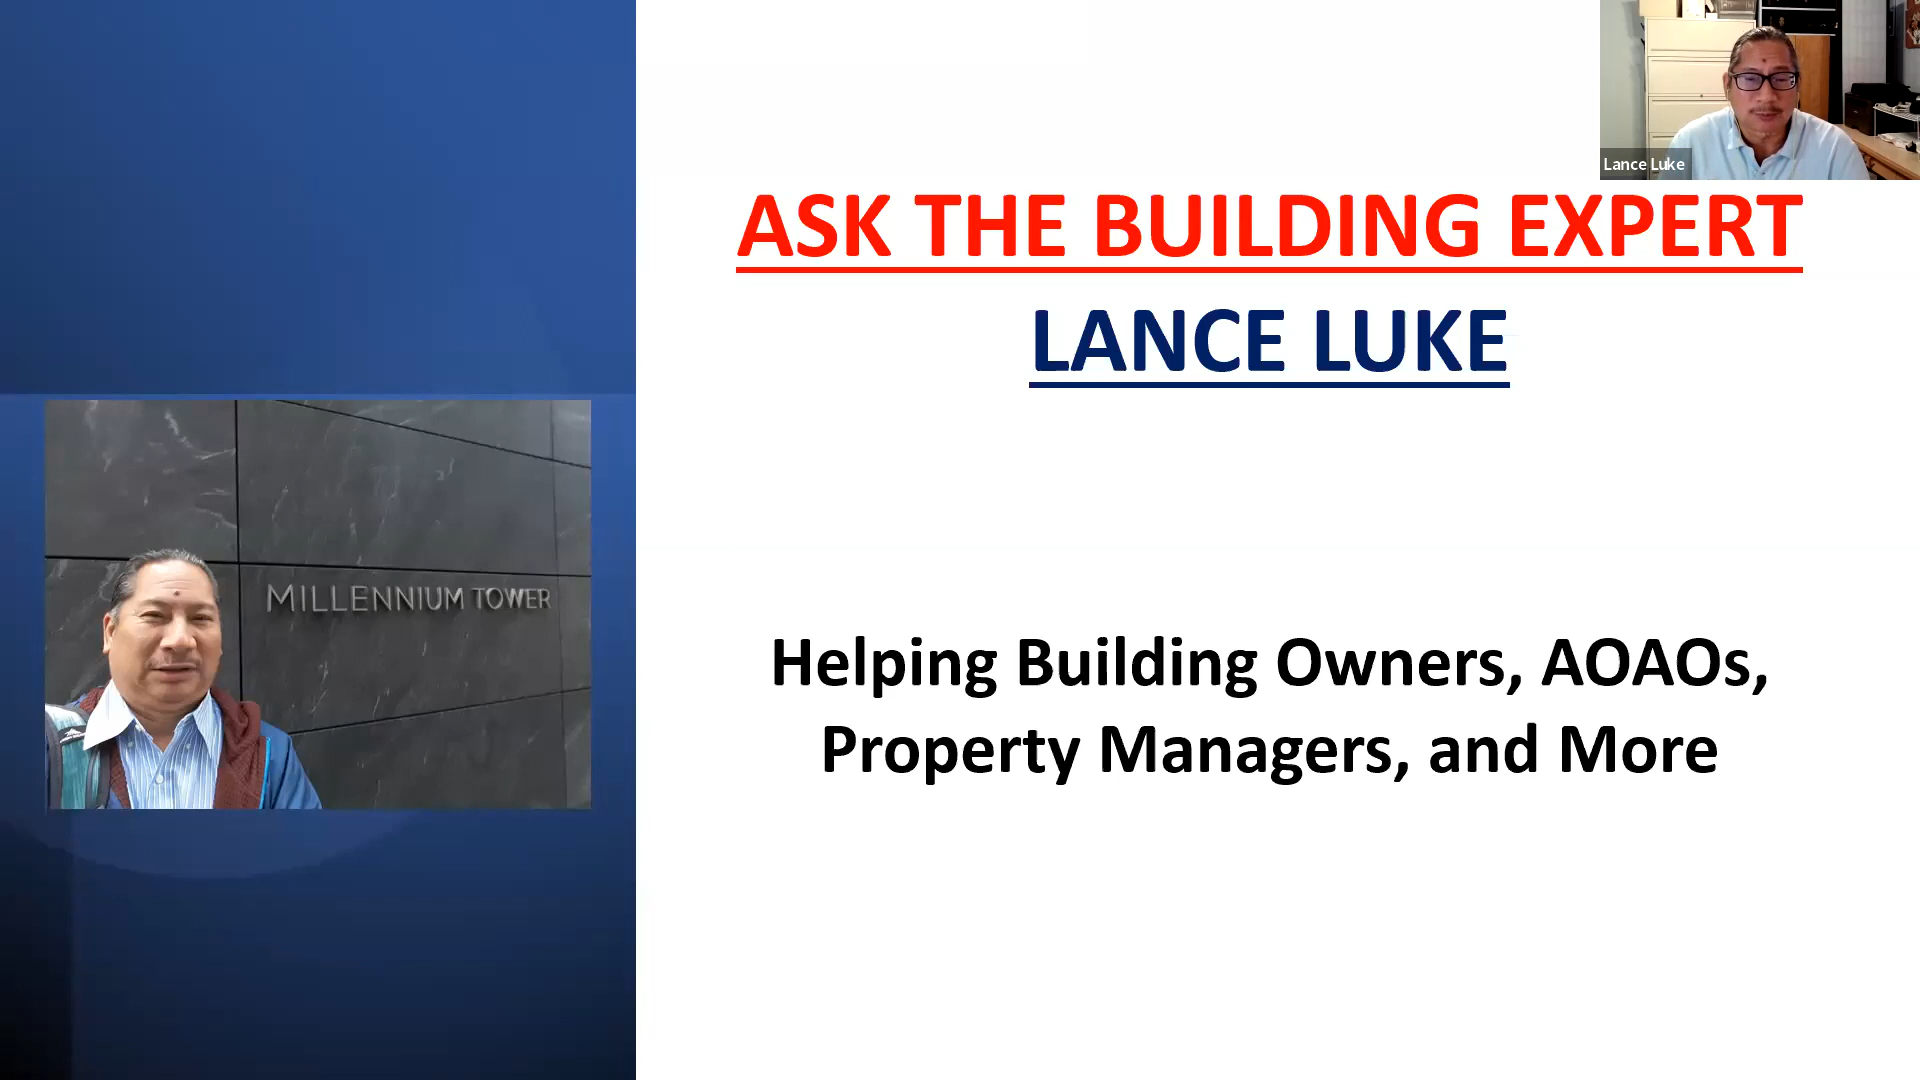 Lance Luke
ASK THE BUILDING EXPERT
LANCE LUKE
MILLENNIUM TOWER
Helping Building Owners, AOAOs,
Property Managers, and More